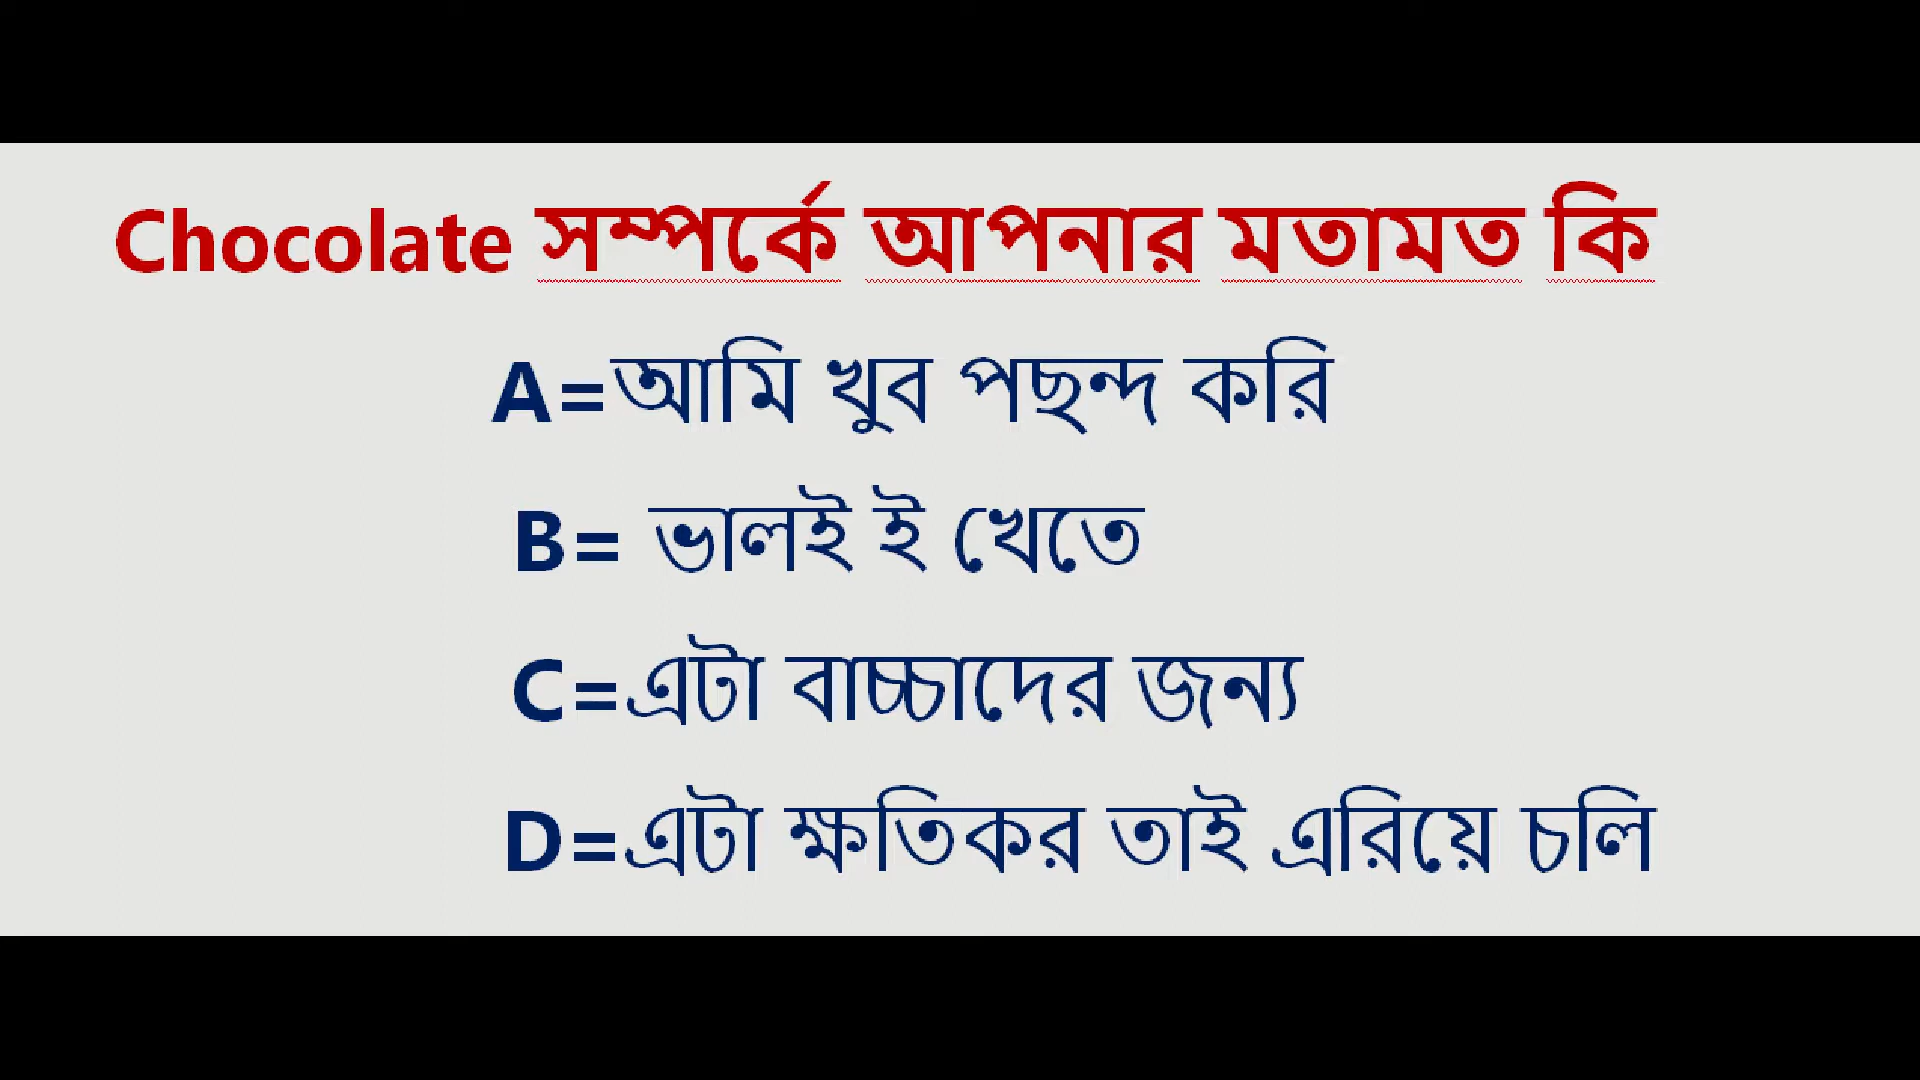 Chocolate সম্পর্কে আপনার মতামত কি
A=আমি খুব পছন্দ করি
B= ভালই ই খেতে
C=এটা বাচ্চাদের জন্য
D=এটা ক্ষতিকর তাই এরিয়ে চলি